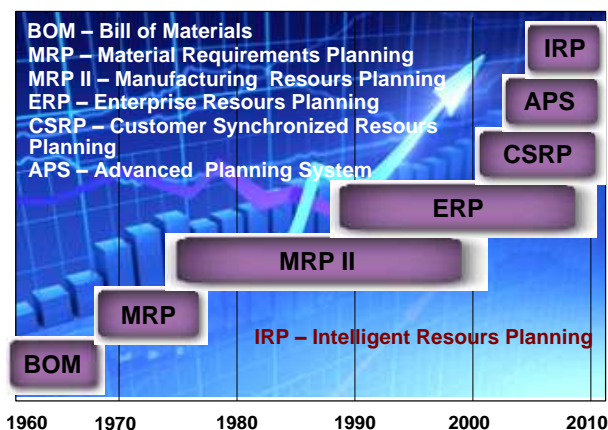 BOM – Bill of Materials
MRP – Material Requirements Planning
MRP II – Manufacturing Resours Planning
ERP – Enterprise Resours Planning
CSRP – Customer Synchronized Resours
Planning
APS – Advanced Planning System
IRP
APS
CSRP
ERP
MRP II
MRP
IRP – Intelligent Resours Planning
BOM
1960 1970 1980 1990 2000 2010